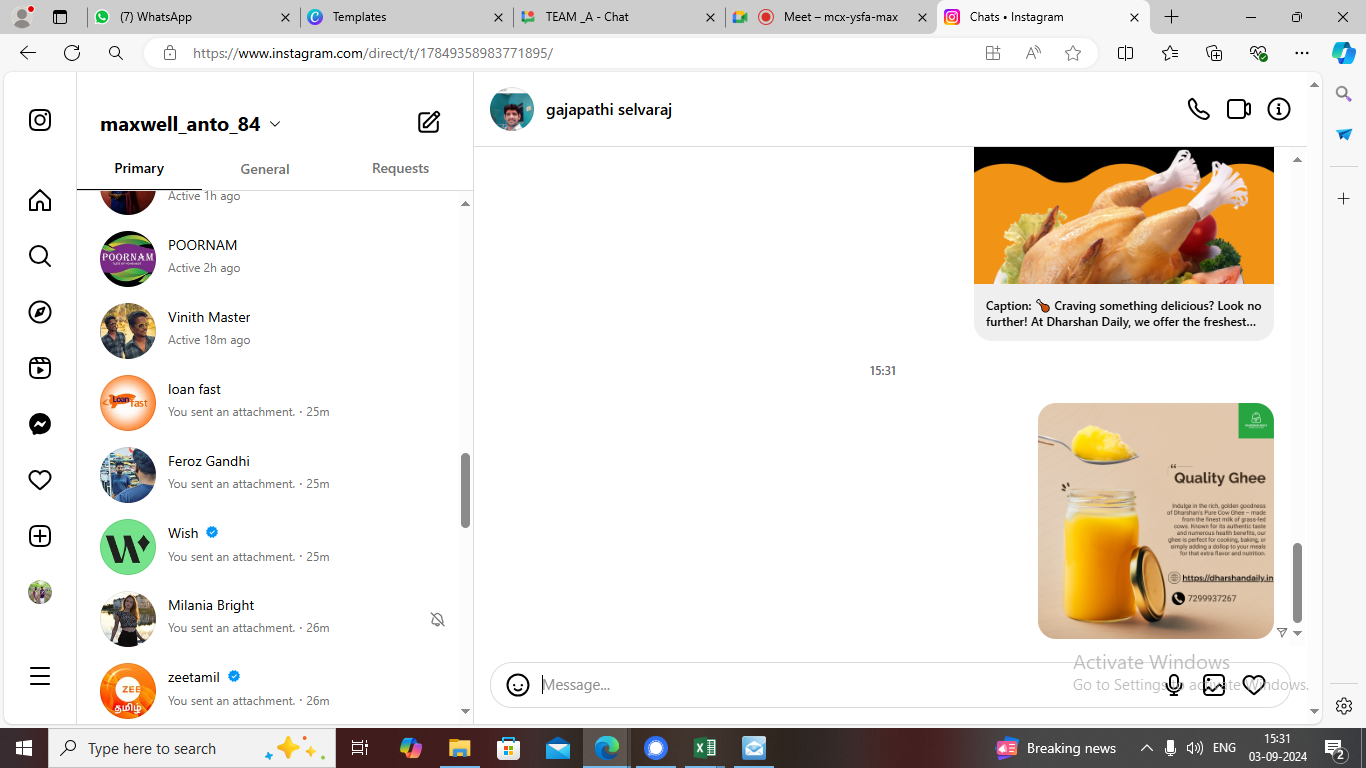 (7) WhatsApp
Templates
TEAM _A - Chat
Meet – mcx-ysfa-max
Chats • Instagram
https://www.instagram.com/direct/t/17849358983771895/
maxwell_anto_84
Primary
General
Requests
Active 1h ago
POORNAM
POORNAM
Active 2h ago
Vinith Master
Active 18m ago
Loan
fast
loan fast
You sent an attachment. · 25m
Feroz Gandhi
You sent an attachment. · 25m
Wish
You sent an attachment. · 25m
Milania Bright
You sent an attachment. · 26m
ZEE
தமிழ்
zeetamil
You sent an attachment. · 26m
gajapathi selvaraj
Caption: 🍗 Craving something delicious? Look no
further! At Dharshan Daily, we offer the freshest...
15:31
Quality Ghee
Indulge in the rich, golden goodness
of Dharshan's Pure Cow Ghee – made
from the finest milk of grass-fed
cows. Known for its authentic taste
and numerous health benefits, our
ghee is perfect for cooking, baking, or
simply adding a dollop to your meals
for that extra flavor and nutrition.
https://dharshandaily.in
7299937267
Message...
Activate Windows
Go to Settings to activate Windows.
Type here to search
Breaking news
ENG
15:31
03-09-2024
2